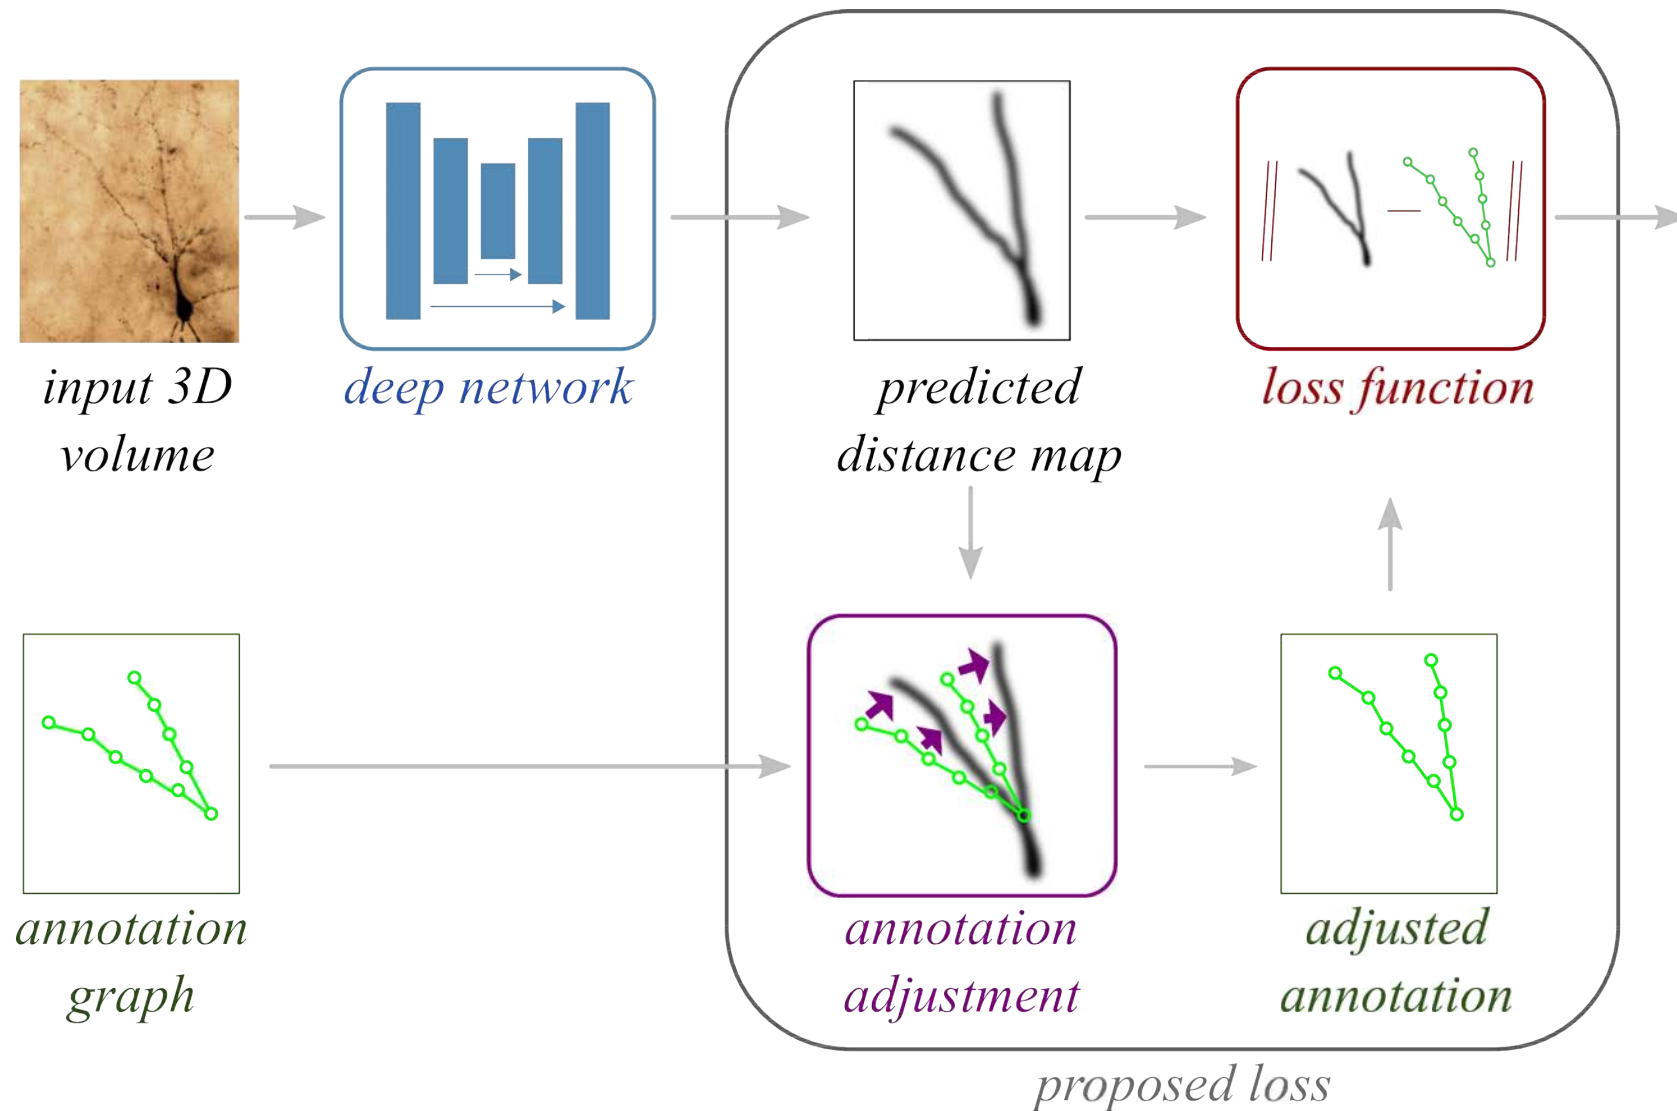 input 3D
volume
deep network
predicted
distance map
loss function
annotation
graph
annotation
adjustment
adjusted
annotation
proposed loss